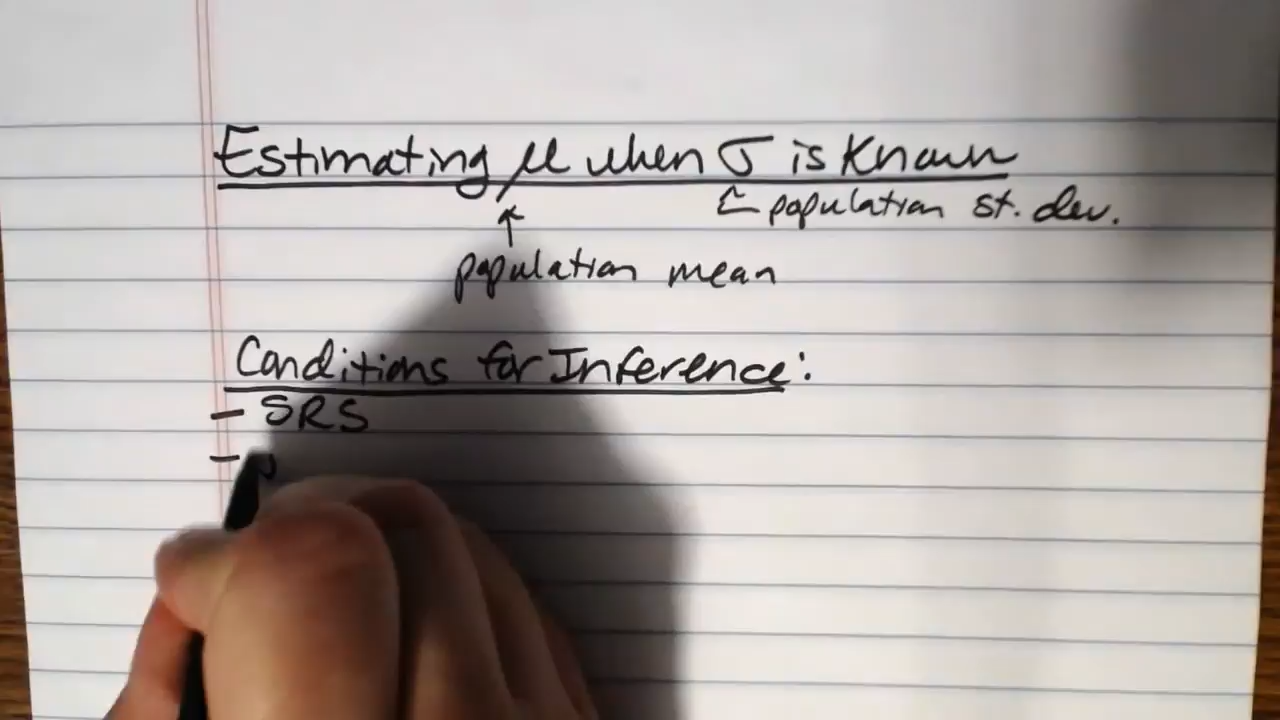 Estimating μ when σ is Known
population st. dev.
population mean
Conditions for Inference:
- SRS
-